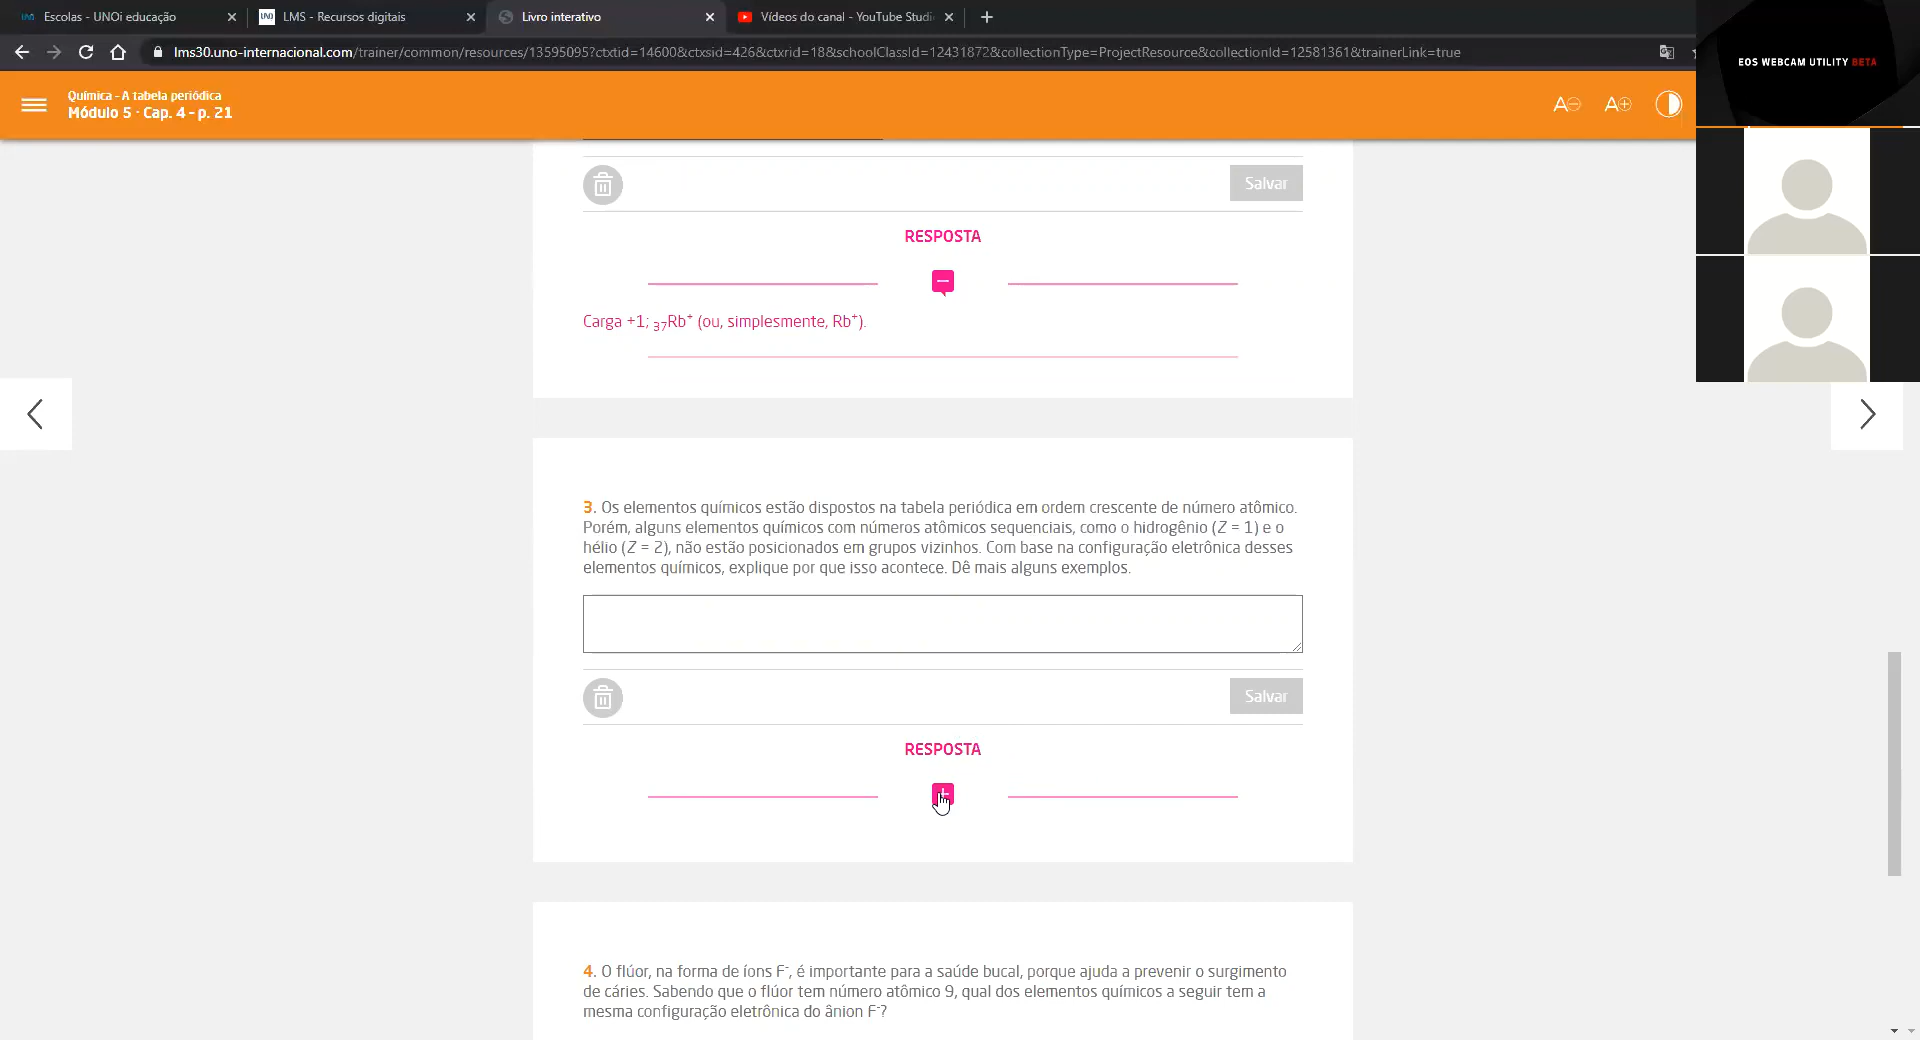 Escolas - UNOi educação
LMS - Recursos digitais
Livro interativo
Vídeos do canal - YouTube Studi
lms30.uno-internacional.com/trainer/common/resources/13595095?ctxtid=14600&ctxsid=426&ctxrid=18&schoolClassId=12431872&collectionType=ProjectResource&collectionId=12581361&trainerLink=true
EOS WEBCAM UTILITY BETA
Química - A tabela periódica
Módulo 5 · Cap. 4 - p. 21
A A
Salvar
RESPOSTA
Carga +1; ₃₇Rb⁺ (ou, simplesmente, Rb⁺).
3. Os elementos químicos estão dispostos na tabela periódica em ordem crescente de número atômico.
Porém, alguns elementos químicos com números atômicos sequenciais, como o hidrogênio (Z = 1) e o
hélio (Z = 2), não estão posicionados em grupos vizinhos. Com base na configuração eletrônica desses
elementos químicos, explique por que isso acontece. Dê mais alguns exemplos.
Salvar
RESPOSTA
4. O flúor, na forma de íons F⁻, é importante para a saúde bucal, porque ajuda a prevenir o surgimento
de cáries. Sabendo que o flúor tem número atômico 9, qual dos elementos químicos a seguir tem a
mesma configuração eletrônica do ânion F⁻?